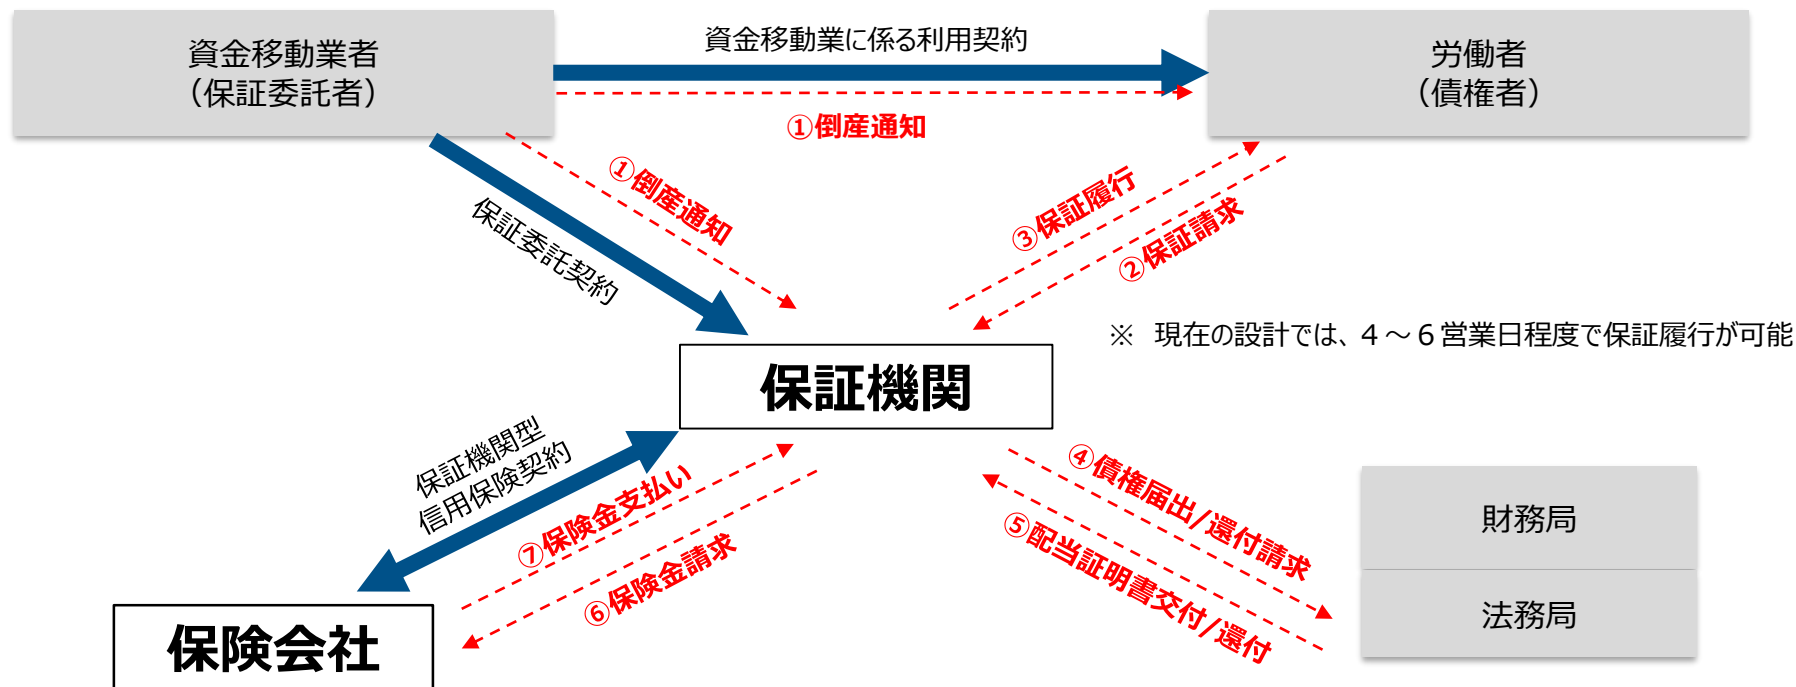 資金移動業者
（保証委託者）
資金移動業に係る利用契約
労働者
（債権者）
①倒産通知
①倒産通知
保証委託契約
③保証履行
②保証請求
※　現在の設計では、４～６営業日程度で保証履行が可能
保証機関
保証機関型
信用保険契約
⑦保険金支払い
⑥保険金請求
④債権届出/還付請求
⑤配当証明書交付/還付
財務局
法務局
保険会社